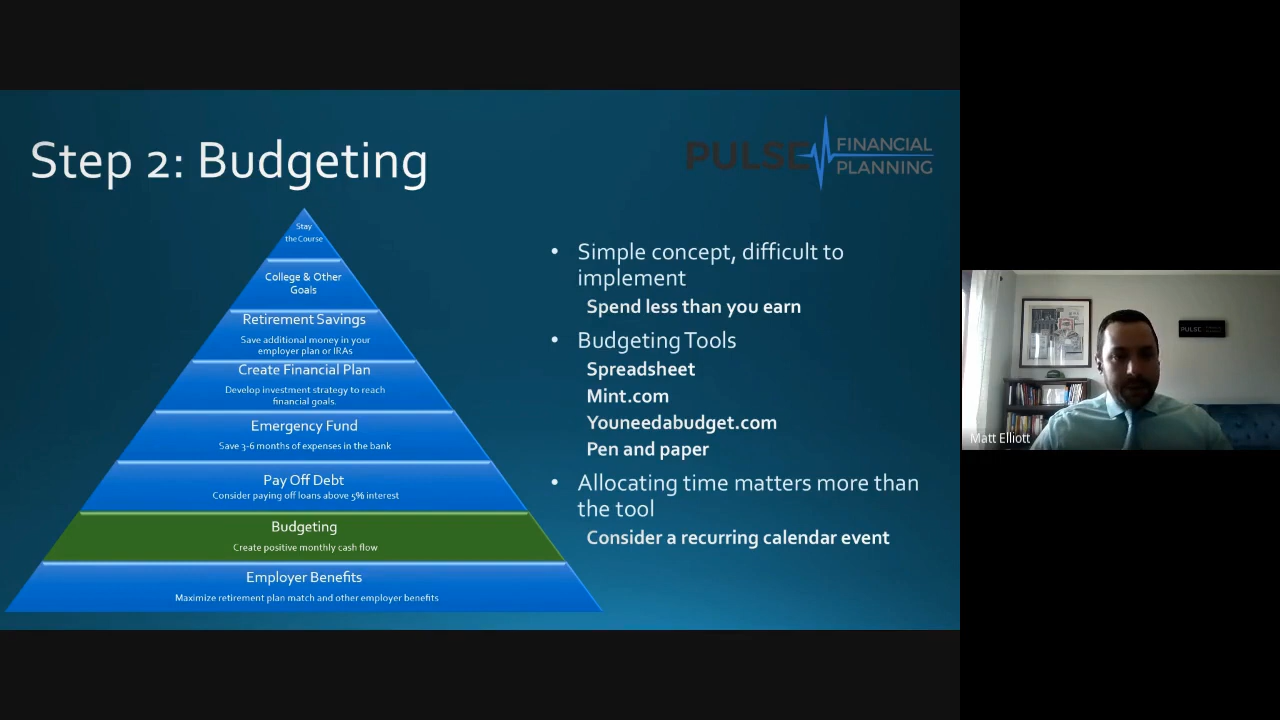 Step 2: Budgeting
PULSE
FINANCIAL
PLANNING
Stay
the Course
College & Other
Goals
Retirement Savings
Save additional money in your
employer plan or IRAs
Create Financial Plan
Develop investment strategy to reach
financial goals.
Emergency Fund
Save 3-6 months of expenses in the bank
Pay Off Debt
Consider paying off loans above 5% interest
Budgeting
Create positive monthly cash flow
Employer Benefits
Maximize retirement plan match and other employer benefits
• Simple concept, difficult to
implement
Spend less than you earn
• Budgeting Tools
Spreadsheet
Mint.com
Youneedabudget.com
Pen and paper
• Allocating time matters more than
the tool
Consider a recurring calendar event
PULSE
Matt Elliott